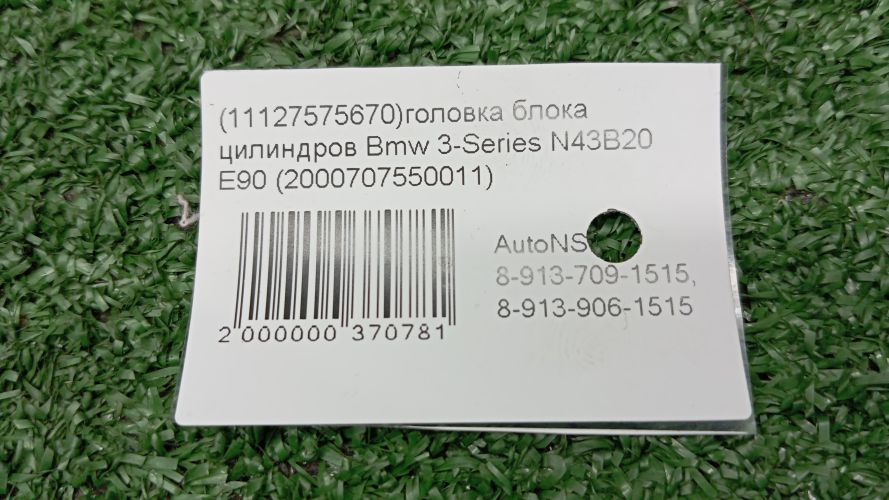 (11127575670)головка блока
цилиндров Bmw 3-Series N43B20
E90 (2000707550011)
AutoNS
8-913-709-1515,
8-913-906-1515
2 000000 370781